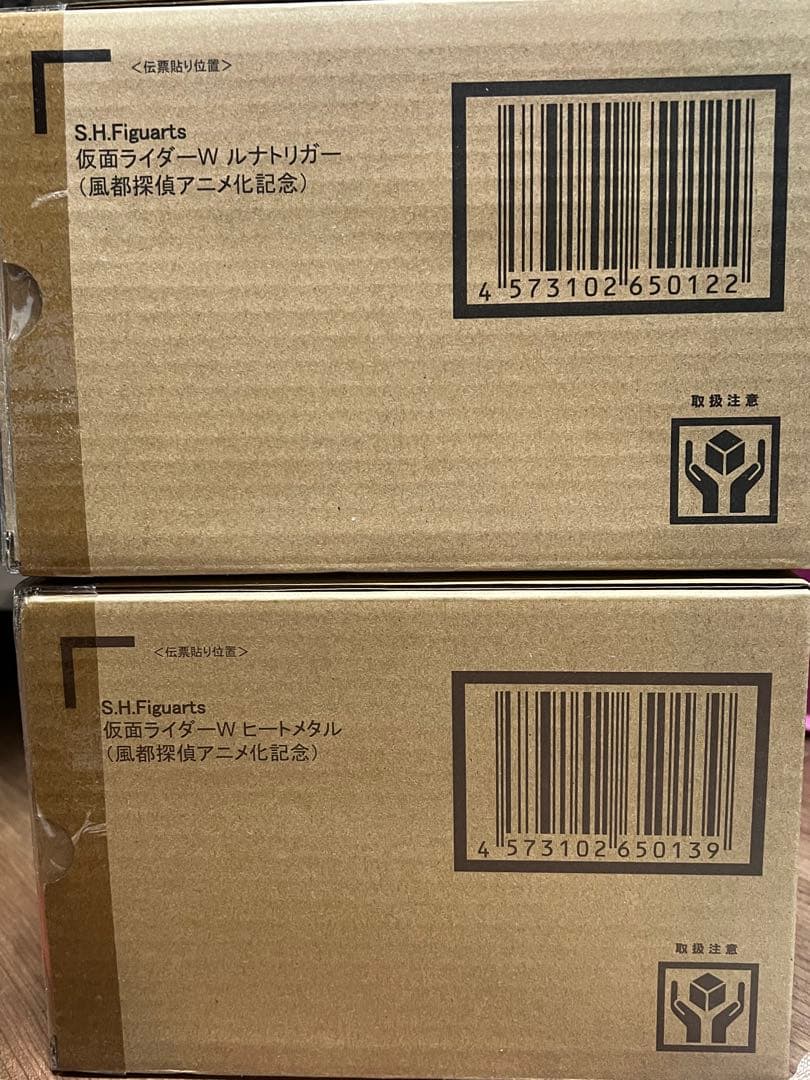 <伝票貼り位置>
S.H.Figuarts
仮面ライダーW ルナトリガー
（風都探偵アニメ化記念）
4 573102 650122
取扱注意
<伝票貼り位置>
S.H.Figuarts
仮面ライダーW ヒートメタル
（風都探偵アニメ化記念）
4 573102 650139
取扱注意